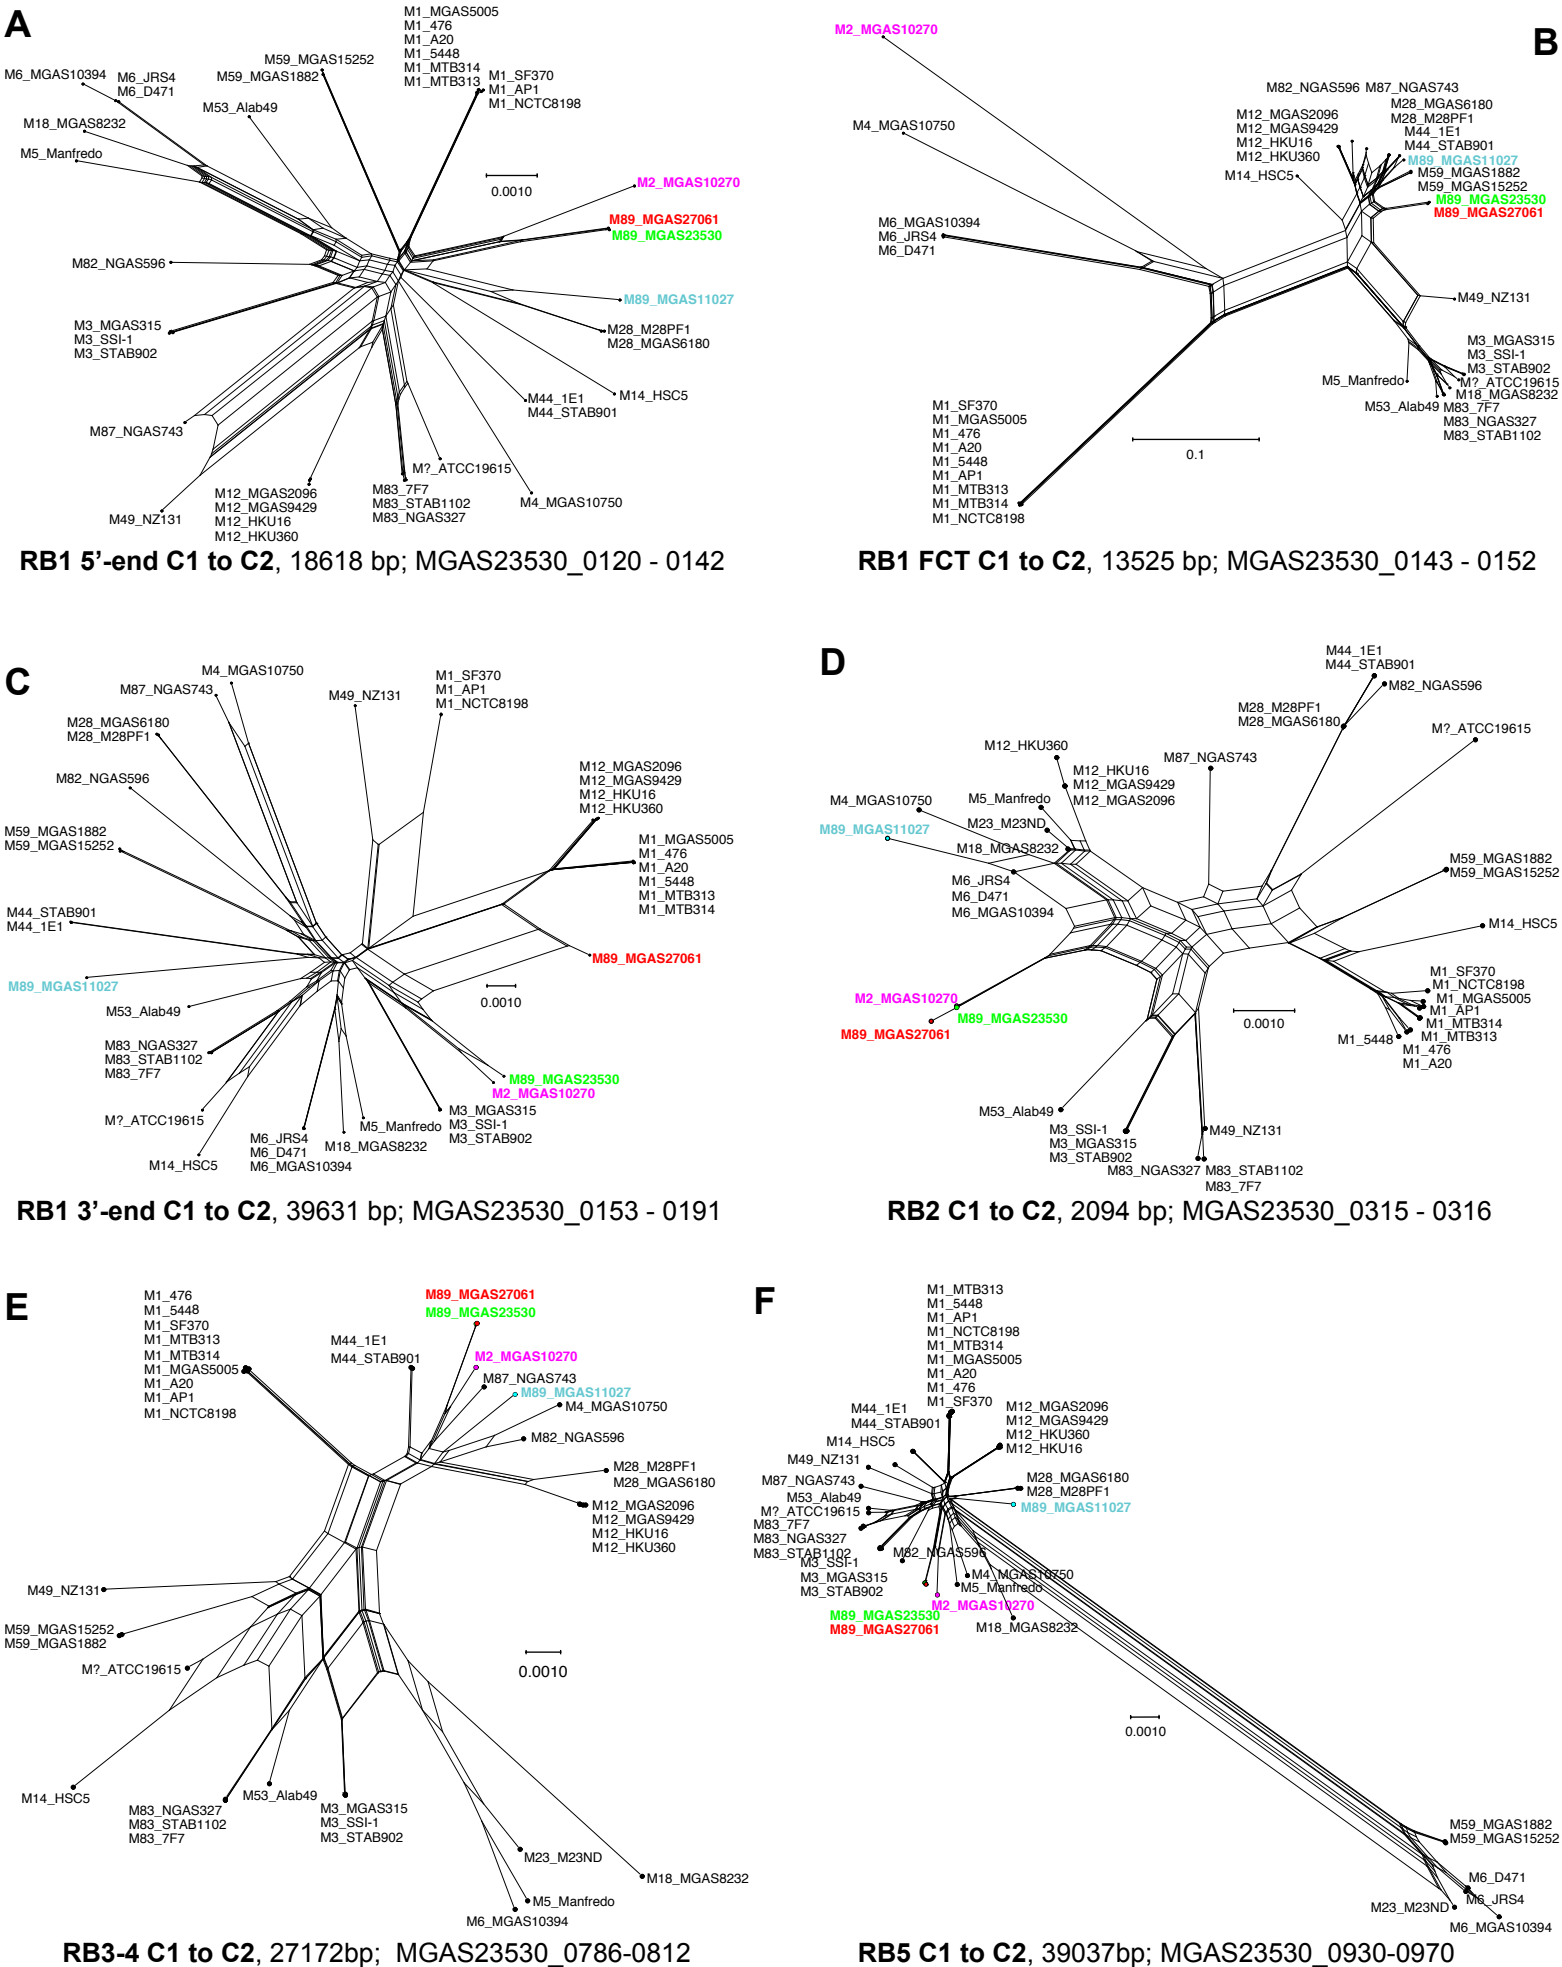 A
M1_MGAS5005
M1_476
M1_A20
M1_5448
M1_MTB314
M1_MTB313
M1_SF370
M1_AP1
M1_NCTC8198
M59_MGAS15252
M59_MGAS1882
M6_MGAS10394
M6_JRS4
M6_D471
M53_Alab49
M18_MGAS8232
M5_Manfredo
0.0010
M2_MGAS10270
M89_MGAS27061
M89_MGAS23530
M82_NGAS596
M89_MGAS11027
M3_MGAS315
M3_SSI-1
M3_STAB902
M28_M28PF1
M28_MGAS6180
M14_HSC5
M44_1E1
M44_STAB901
M87_NGAS743
M?_ATCC19615
M4_MGAS10750
M83_7F7
M83_STAB1102
M83_NGAS327
M12_MGAS2096
M12_MGAS9429
M12_HKU16
M12_HKU360
M49_NZ131
RB1 5’-end C1 to C2, 18618 bp; MGAS23530_0120 - 0142
B
M2_MGAS10270
M82_NGAS596
M87_NGAS743
M28_MGAS6180
M28_M28PF1
M44_1E1
M44_STAB901
M89_MGAS11027
M59_MGAS1882
M59_MGAS15252
M89_MGAS23530
M89_MGAS27061
M12_MGAS2096
M12_MGAS9429
M12_HKU16
M12_HKU360
M14_HSC5
M4_MGAS10750
M6_MGAS10394
M6_JRS4
M6_D471
M49_NZ131
M3_MGAS315
M3_SSI-1
M3_STAB902
M?_ATCC19615
M18_MGAS8232
M5_Manfredo
M53_Alab49
M83_7F7
M83_NGAS327
M83_STAB1102
0.1
M1_SF370
M1_MGAS5005
M1_476
M1_A20
M1_5448
M1_AP1
M1_MTB313
M1_MTB314
M1_NCTC8198
RB1 FCT C1 to C2, 13525 bp; MGAS23530_0143 - 0152
C
M4_MGAS10750
M87_NGAS743
M28_MGAS6180
M28_M28PF1
M49_NZ131
M1_SF370
M1_AP1
M1_NCTC8198
M82_NGAS596
M12_MGAS2096
M12_MGAS9429
M12_HKU16
M12_HKU360
M59_MGAS1882
M59_MGAS15252
M1_MGAS5005
M1_476
M1_A20
M1_5448
M1_MTB313
M1_MTB314
M44_STAB901
M44_1E1
M89_MGAS27061
M89_MGAS11027
0.0010
M53_Alab49
M83_NGAS327
M83_STAB1102
M83_7F7
M89_MGAS23530
M2_MGAS10270
M?_ATCC19615
M14_HSC5
M6_JRS4
M6_D471
M6_MGAS10394
M18_MGAS8232
M5_Manfredo
M3_MGAS315
M3_SSI-1
M3_STAB902
RB1 3’-end C1 to C2, 39631 bp; MGAS23530_0153 - 0191
D
M44_1E1
M44_STAB901
M82_NGAS596
M28_M28PF1
M28_MGAS6180
M?_ATCC19615
M12_HKU360
M12_HKU16
M12_MGAS9429
M12_MGAS2096
M87_NGAS743
M4_MGAS10750
M5_Manfredo
M89_MGAS11027
M23_M23ND
M18_MGAS8232
M6_JRS4
M6_D471
M6_MGAS10394
M59_MGAS1882
M59_MGAS15252
M14_HSC5
M2_MGAS10270
M89_MGAS23530
M89_MGAS27061
0.0010
M1_SF370
M1_NCTC8198
M1_MGAS5005
M1_AP1
M1_MTB314
M1_MTB313
M1_5448
M1_476
M1_A20
M53_Alab49
M3_SSI-1
M3_MGAS315
M3_STAB902
M49_NZ131
M83_NGAS327
M83_STAB1102
M83_7F7
RB2 C1 to C2, 2094 bp; MGAS23530_0315 - 0316
E
M1_476
M1_5448
M1_SF370
M1_MTB313
M1_MTB314
M1_MGAS5005
M1_A20
M1_AP1
M1_NCTC8198
M44_1E1
M44_STAB901
M89_MGAS27061
M89_MGAS23530
M2_MGAS10270
M87_NGAS743
M89_MGAS11027
M4_MGAS10750
M82_NGAS596
M28_M28PF1
M28_MGAS6180
M12_MGAS2096
M12_MGAS9429
M12_HKU16
M12_HKU360
M49_NZ131
M59_MGAS15252
M59_MGAS1882
M?_ATCC19615
0.0010
M14_HSC5
M83_NGAS327
M83_STAB1102
M83_7F7
M53_Alab49
M3_MGAS315
M3_SSI-1
M3_STAB902
M23_M23ND
M18_MGAS8232
M5_Manfredo
M6_MGAS10394
RB3-4 C1 to C2, 27172bp; MGAS23530_0786-0812
F
M1_MTB313
M1_5448
M1_AP1
M1_NCTC8198
M1_MTB314
M1_MGAS5005
M1_A20
M1_476
M1_SF370
M44_1E1
M44_STAB901
M12_MGAS2096
M12_MGAS9429
M12_HKU360
M12_HKU16
M14_HSC5
M49_NZ131
M87_NGAS743
M28_MGAS6180
M28_M28PF1
M89_MGAS11027
M53_Alab49
M?_ATCC19615
M83_7F7
M83_NGAS327
M83_STAB1102
M3_SSI-1
M3_MGAS315
M3_STAB902
M82_NGAS596
M4_MGAS10750
M5_Manfredo
M2_MGAS10270
M89_MGAS23530
M89_MGAS27061
M18_MGAS8232
0.0010
M59_MGAS1882
M59_MGAS15252
M6_D471
M6_JRS4
M23_M23ND
M6_MGAS10394
RB5 C1 to C2, 39037bp; MGAS23530_0930-0970